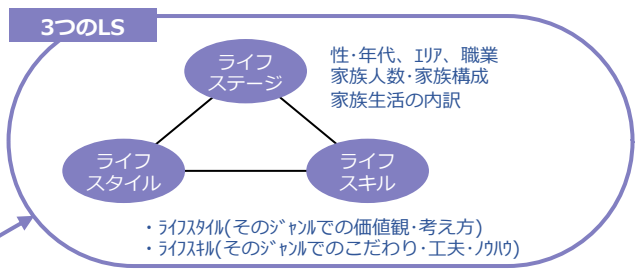 3つのLS
ライフ
ステージ
性･年代、ｴﾘｱ、職業
家族人数･家族構成
家族生活の内訳
ライフ
スタイル
ライフ
スキル
・ﾗｲﾌｽﾀｲﾙ(そのｼﾞｬﾝﾙでの価値観･考え方)
・ﾗｲﾌｽｷﾙ(そのｼﾞｬﾝﾙでのこだわり･工夫･ﾉｳﾊｳ)